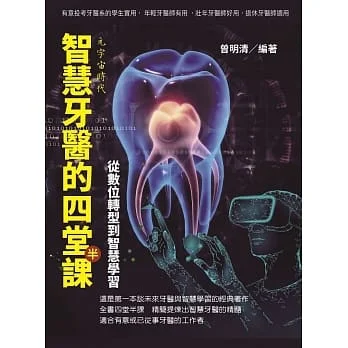 有意投考牙醫系的學生實用,年輕牙醫師有用,壯年牙醫師好用,退休牙醫師適用
曾明清/編著
元宇宙時代
智慧牙醫的四堂半課
從數位轉型到智慧學習
這是第一本談未來牙醫與智慧學習的經典著作
全書四堂半課 精簡提煉出智慧牙醫的精髓
適合有意或已從事牙醫的工作者